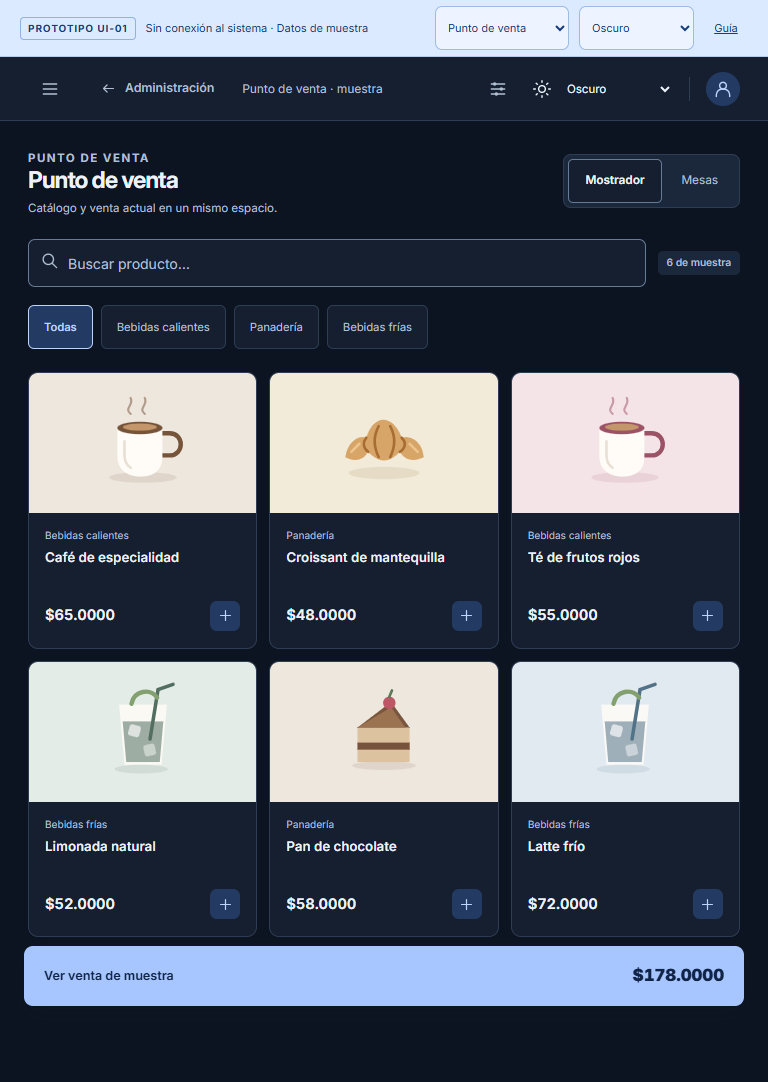 PROTOTIPO UI-01 Sin conexión al sistema · Datos de muestra Punto de venta Oscuro Guía
Administración Punto de venta · muestra Oscuro
PUNTO DE VENTA
Punto de venta
Catálogo y venta actual en un mismo espacio.
Mostrador Mesas
Buscar producto...
6 de muestra
Todas Bebidas calientes Panadería Bebidas frías
Bebidas calientes
Café de especialidad
$65.0000
Panadería
Croissant de mantequilla
$48.0000
Bebidas calientes
Té de frutos rojos
$55.0000
Bebidas frías
Limonada natural
$52.0000
Panadería
Pan de chocolate
$58.0000
Bebidas frías
Latte frío
$72.0000
Ver venta de muestra $178.0000